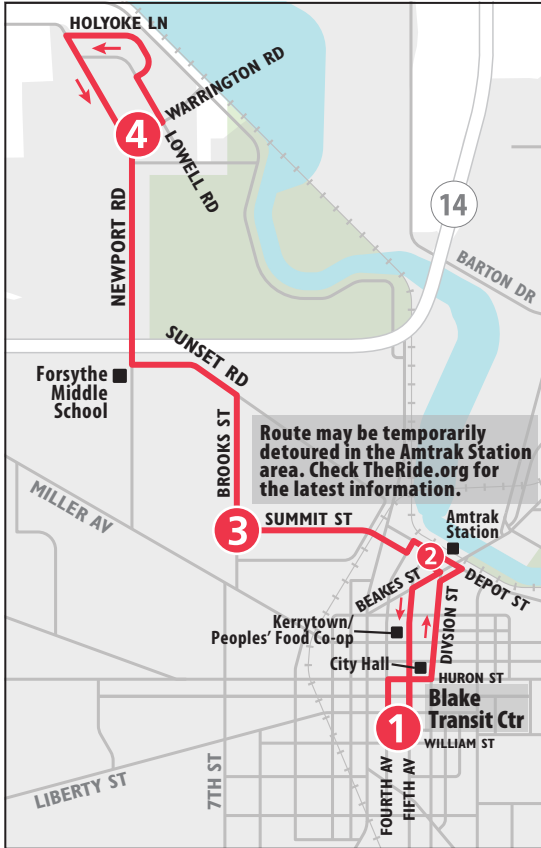 HOLYOKE LN
WARRINGTON RD
4
LOWELL RD
NEWPORT RD
14
BARTON DR
SUNSET RD
Forsythe
Middle
School
BROOKS ST
Route may be temporarily
detoured in the Amtrak Station
area. Check TheRide.org for
the latest information.
MILLER AV
3
SUMMIT ST
Amtrak
Station
2
BEAKES ST
DEPOT ST
DIVSION ST
Kerrytown/
Peoples' Food Co-op
City Hall
HURON ST
Blake
Transit Ctr
1
WILLIAM ST
FOURTH AV
FIFTH AV
7TH ST
LIBERTY ST